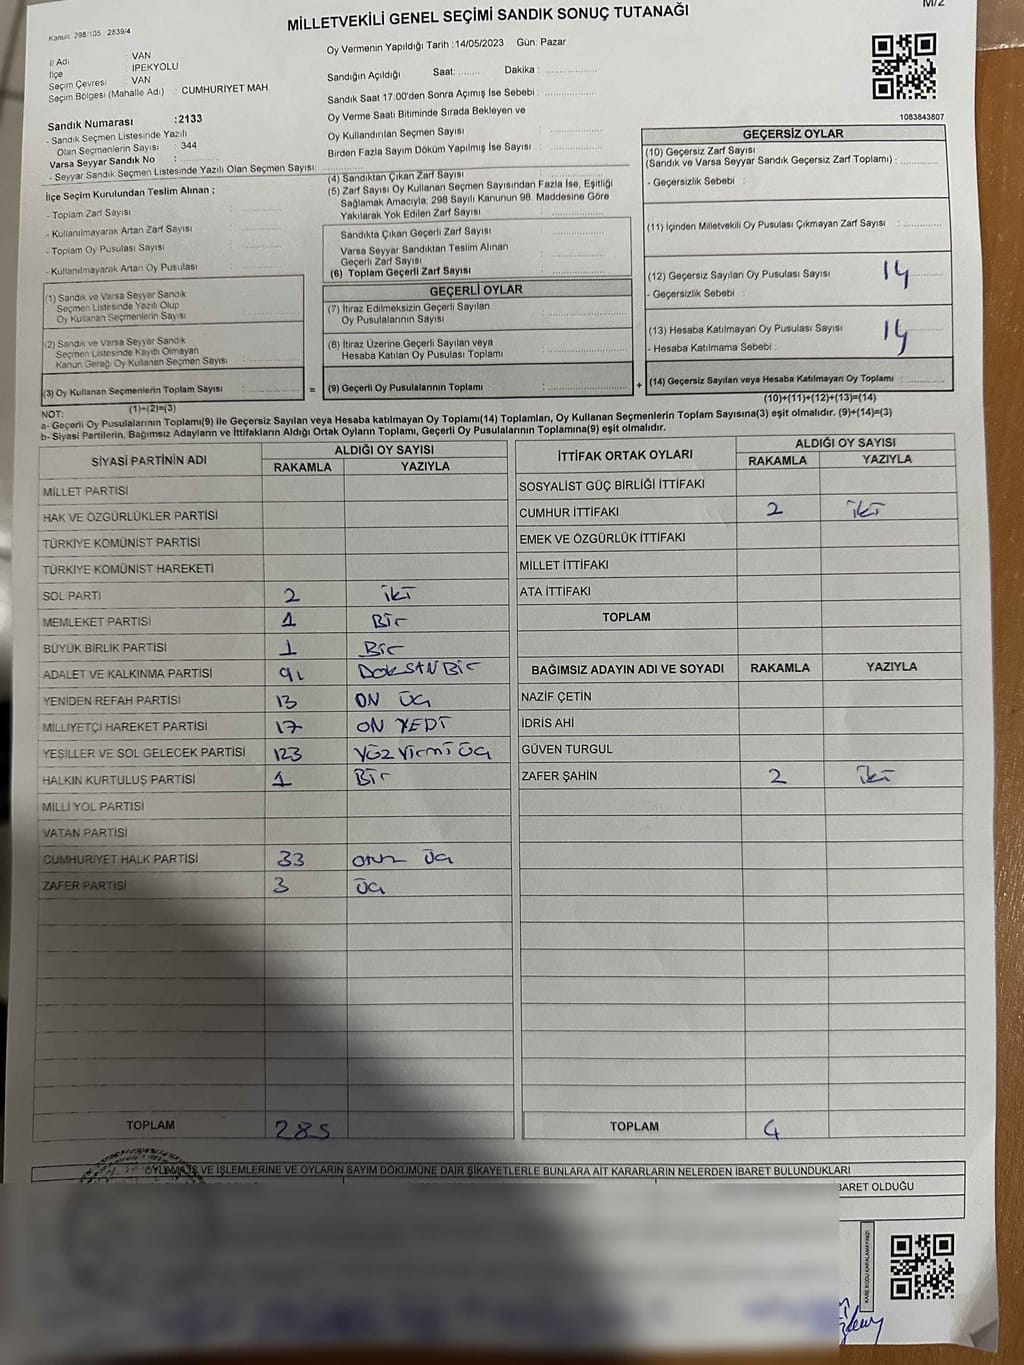 M/2
Kanun: 298/105 , 2839/4
MİLLETVEKİLİ GENEL SEÇİMİ SANDIK SONUÇ TUTANAĞI
İl Adı : VAN
İlçe : İPEKYOLU
Seçim Çevresi : VAN
Seçim Bölgesi (Mahalle Adı) : CUMHURİYET MAH
Sandık Numarası :2133
- Sandık Seçmen Listesinde Yazılı
Olan Seçmenlerin Sayısı : 344
Varsa Seyyar Sandık No :
- Seyyar Sandık Seçmen Listesinde Yazılı Olan Seçmen Sayısı:
İlçe Seçim Kurulundan Teslim Alınan ;
- Toplam Zarf Sayısı :
- Kullanılmayarak Artan Zarf Sayısı :
- Toplam Oy Pusulası Sayısı :
- Kullanılmayarak Artan Oy Pusulası :
(1) Sandık ve Varsa Seyyar Sandık
Seçmen Listesinde Yazılı Olup
Oy Kullanan Seçmenlerin Sayısı :
(2) Sandık ve Varsa Seyyar Sandık
Seçmen Listesinde Kayıtlı Olmayan
Kanun Gereği Oy Kullanan Seçmen Sayısı :
(3) Oy Kullanan Seçmenlerin Toplam Sayısı :
(1)+(2)=(3)
Oy Vermenin Yapıldığı Tarih :14/05/2023 Gün: Pazar
Sandığın Açıldığı Saat: Dakika :
Sandık Saat 17:00'den Sonra Açımış İse Sebebi :
Oy Verme Saati Bitiminde Sırada Bekleyen ve
Oy Kullandırılan Seçmen Sayısı :
Birden Fazla Sayım Döküm Yapılmış İse Sayısı :
(4) Sandıktan Çıkan Zarf Sayısı :
(5) Zarf Sayısı Oy Kullanan Seçmen Sayısından Fazla İse, Eşitliği
Sağlamak Amacıyla; 298 Sayılı Kanunun 98. Maddesine Göre
Yakılarak Yok Edilen Zarf Sayısı :
Sandıkta Çıkan Geçerli Zarf Sayısı :
Varsa Seyyar Sandıktan Teslim Alınan
Geçerli Zarf Sayısı :
(6) Toplam Geçerli Zarf Sayısı :
GEÇERLİ OYLAR
(7) İtiraz Edilmeksizin Geçerli Sayılan
Oy Pusulalarının Sayısı :
(8) İtiraz Üzerine Geçerli Sayılan veya
Hesaba Katılan Oy Pusulası Toplamı :
= (9) Geçerli Oy Pusulalarının Toplamı :
1083843807
GEÇERSİZ OYLAR
(10) Geçersiz Zarf Sayısı
(Sandık ve Varsa Seyyar Sandık Geçersiz Zarf Toplamı) :
- Geçersizlik Sebebi :
(11) İçinden Milletvekili Oy Pusulası Çıkmayan Zarf Sayısı :
(12) Geçersiz Sayılan Oy Pusulası Sayısı : 14
- Geçersizlik Sebebi :
(13) Hesaba Katılmayan Oy Pusulası Sayısı : 14
- Hesaba Katılmama Sebebi :
+ (14) Geçersiz Sayılan veya Hesaba Katılmayan Oy Toplamı :
(10)+(11)+(12)+(13)=(14)
NOT:
a- Geçerli Oy Pusulalarının Toplamı(9) ile Geçersiz Sayılan veya Hesaba katılmayan Oy Toplamı(14) Toplamları, Oy Kullanan Seçmenlerin Toplam Sayısına(3) eşit olmalıdır. (9)+(14)=(3)
b- Siyasi Partilerin, Bağımsız Adayların ve İttifakların Aldığı Ortak Oyların Toplamı, Geçerli Oy Pusulalarının Toplamına(9) eşit olmalıdır.
SİYASİ PARTİNİN ADI ALDIĞI OY SAYISI
RAKAMLA YAZIYLA
MİLLET PARTİSİ
HAK VE ÖZGÜRLÜKLER PARTİSİ
TÜRKİYE KOMÜNİST PARTİSİ
TÜRKİYE KOMÜNİST HAREKETİ
SOL PARTİ 2 İKİ
MEMLEKET PARTİSİ 1 Bir
BÜYÜK BİRLİK PARTİSİ 1 Bir
ADALET VE KALKINMA PARTİSİ 91 DOKSAN Bir
YENİDEN REFAH PARTİSİ 13 ON ÜÇ
MİLLİYETÇİ HAREKET PARTİSİ 17 ON YEDİ
YEŞİLLER VE SOL GELECEK PARTİSİ 123 YÜZ Yirmi ÜÇ
HALKIN KURTULUŞ PARTİSİ 1 Bir
MİLLİ YOL PARTİSİ
VATAN PARTİSİ
CUMHURİYET HALK PARTİSİ 33 OTUZ ÜÇ
ZAFER PARTİSİ 3 ÜÇ
TOPLAM 285
İTTİFAK ORTAK OYLARI ALDIĞI OY SAYISI
RAKAMLA YAZIYLA
SOSYALİST GÜÇ BİRLİĞİ İTTİFAKI
CUMHUR İTTİFAKI 2 İKİ
EMEK VE ÖZGÜRLÜK İTTİFAKI
MİLLET İTTİFAKI
ATA İTTİFAKI
TOPLAM
BAĞIMSIZ ADAYIN ADI VE SOYADI RAKAMLA YAZIYLA
NAZİF ÇETİN
İDRİS AHİ
GÜVEN TURGUL
ZAFER ŞAHİN 2 İKİ
TOPLAM 4
OYLAMA İŞ VE İŞLEMLERİNE VE OYLARIN SAYIM DÖKÜMÜNE DAİR ŞİKAYETLERLE BUNLARA AİT KARARLARIN NELERDEN İBARET BULUNDUKLARI
BARET OLDUĞU
KARE KODU KARALAMAYINIZ!